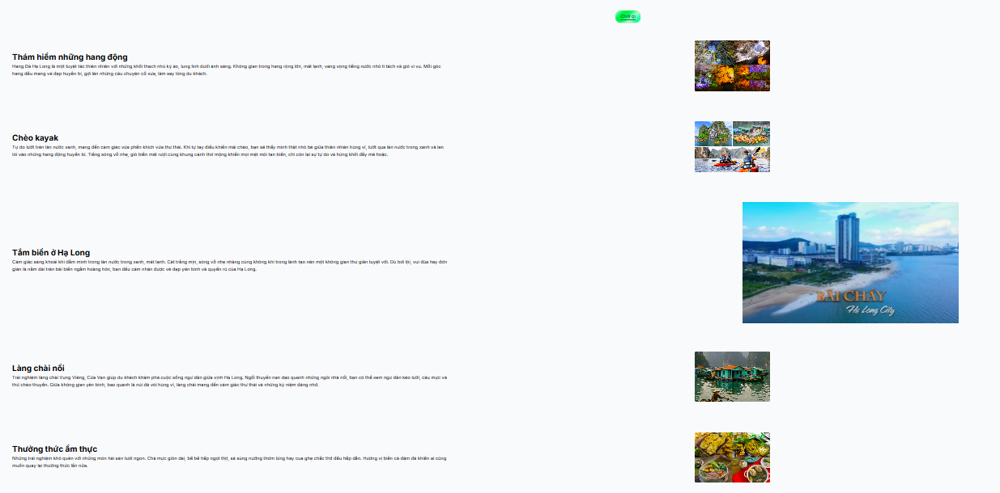 Chơi gì
Thám hiểm những hang động
Hang Đá Hạ Long là một tuyệt tác thiên nhiên với những khối thạch nhũ kỳ ảo, lung linh dưới ánh sáng. Không gian trong hang rộng lớn, mát lạnh, vang vọng tiếng nước nhỏ tí tách và gió vi vu. Mỗi góc
hang đều mang vẻ đẹp huyền bí, gợi lên những câu chuyện cổ xưa, làm say lòng du khách.
Chèo kayak
Tự do lướt trên làn nước xanh, mang đến cảm giác vừa phấn khích vừa thư thái. Khi tự tay điều khiển mái chèo, bạn sẽ thấy mình thật nhỏ bé giữa thiên nhiên hùng vĩ, lướt qua làn nước trong xanh và len
lỏi vào những hang động huyền bí. Tiếng sóng vỗ nhẹ, gió biển mát rượi cùng khung cảnh thơ mộng khiến mọi mệt mỏi tan biến, chỉ còn lại sự tự do và hứng khởi đầy mê hoặc.
Tắm biển ở Hạ Long
Cảm giác sảng khoái khi đắm mình trong làn nước trong xanh, mát lạnh. Cát trắng mịn, sóng vỗ nhẹ nhàng cùng không khí trong lành tạo nên một không gian thư giãn tuyệt vời. Dù bơi lội, vui đùa hay đơn
giản là nằm dài trên bãi biển ngắm hoàng hôn, bạn đều cảm nhận được vẻ đẹp yên bình và quyến rũ của Hạ Long.
BÃI CHÁY
Ha Long City
Làng chài nổi
Trải nghiệm làng chài Vung Viêng, Cửa Vạn giúp du khách khám phá cuộc sống ngư dân giữa vịnh Hạ Long. Ngồi thuyền nan dạo quanh những ngôi nhà nổi, bạn có thể xem ngư dân kéo lưới, câu mực và
thử chèo thuyền. Giữa không gian yên bình, bao quanh là núi đá vôi hùng vĩ, làng chài mang đến cảm giác thư thái và những kỷ niệm đáng nhớ.
Thưởng thức ẩm thực
Những trải nghiệm khó quên với những món hải sản tươi ngon. Chả mực giòn dai, bề bề hấp ngọt thịt, sá sùng nướng thơm lừng hay cua ghẹ chắc thịt đều hấp dẫn. Hương vị biển cả đậm đà khiến ai cũng
muốn quay lại thưởng thức lần nữa.